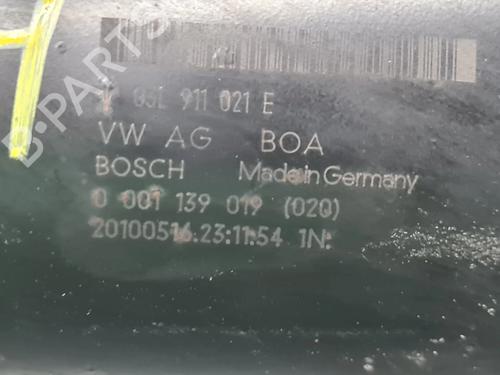 03L 911 021 E
VW AG BOA
BOSCH Made in Germany
0 001 139 019 (020)
20100516.23:11:54 1N:
B-PARTS